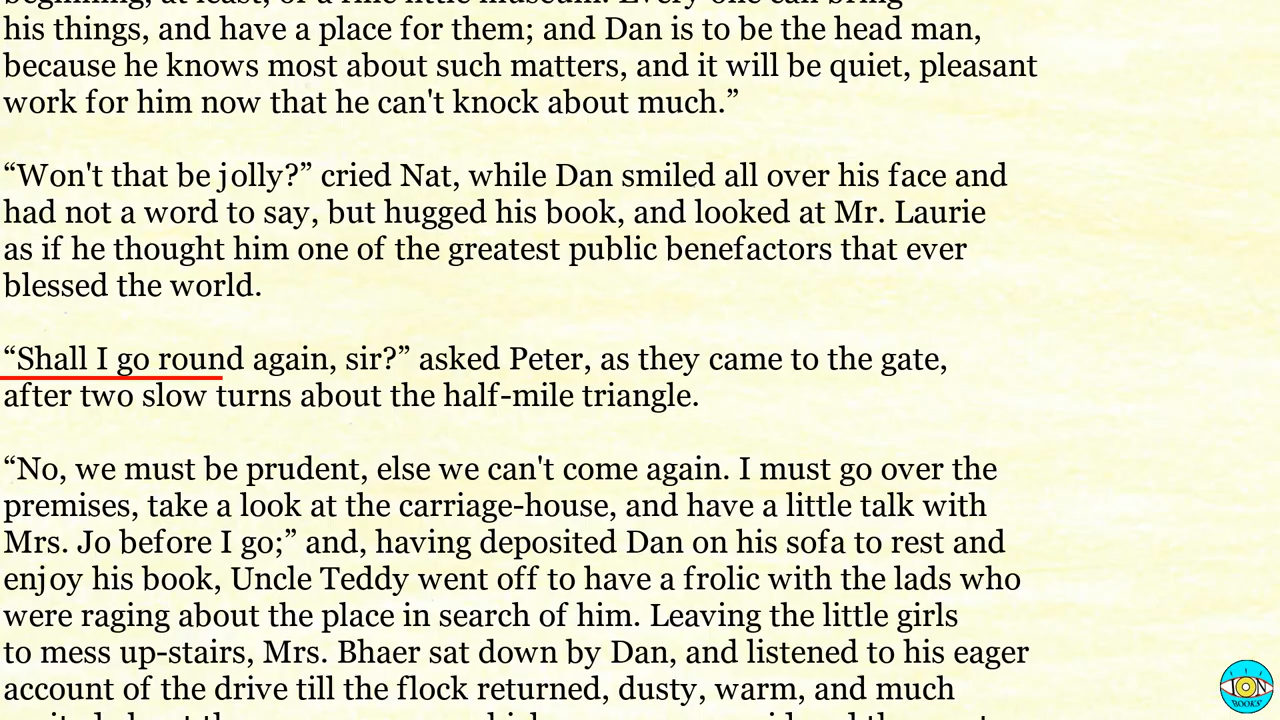 his things, and have a place for them; and Dan is to be the head man,
because he knows most about such matters, and it will be quiet, pleasant
work for him now that he can't knock about much.”
“Won't that be jolly?” cried Nat, while Dan smiled all over his face and
had not a word to say, but hugged his book, and looked at Mr. Laurie
as if he thought him one of the greatest public benefactors that ever
blessed the world.
“Shall I go round again, sir?” asked Peter, as they came to the gate,
after two slow turns about the half-mile triangle.
“No, we must be prudent, else we can't come again. I must go over the
premises, take a look at the carriage-house, and have a little talk with
Mrs. Jo before I go;” and, having deposited Dan on his sofa to rest and
enjoy his book, Uncle Teddy went off to have a frolic with the lads who
were raging about the place in search of him. Leaving the little girls
to mess up-stairs, Mrs. Bhaer sat down by Dan, and listened to his eager
account of the drive till the flock returned, dusty, warm, and much
ION
BOOKS